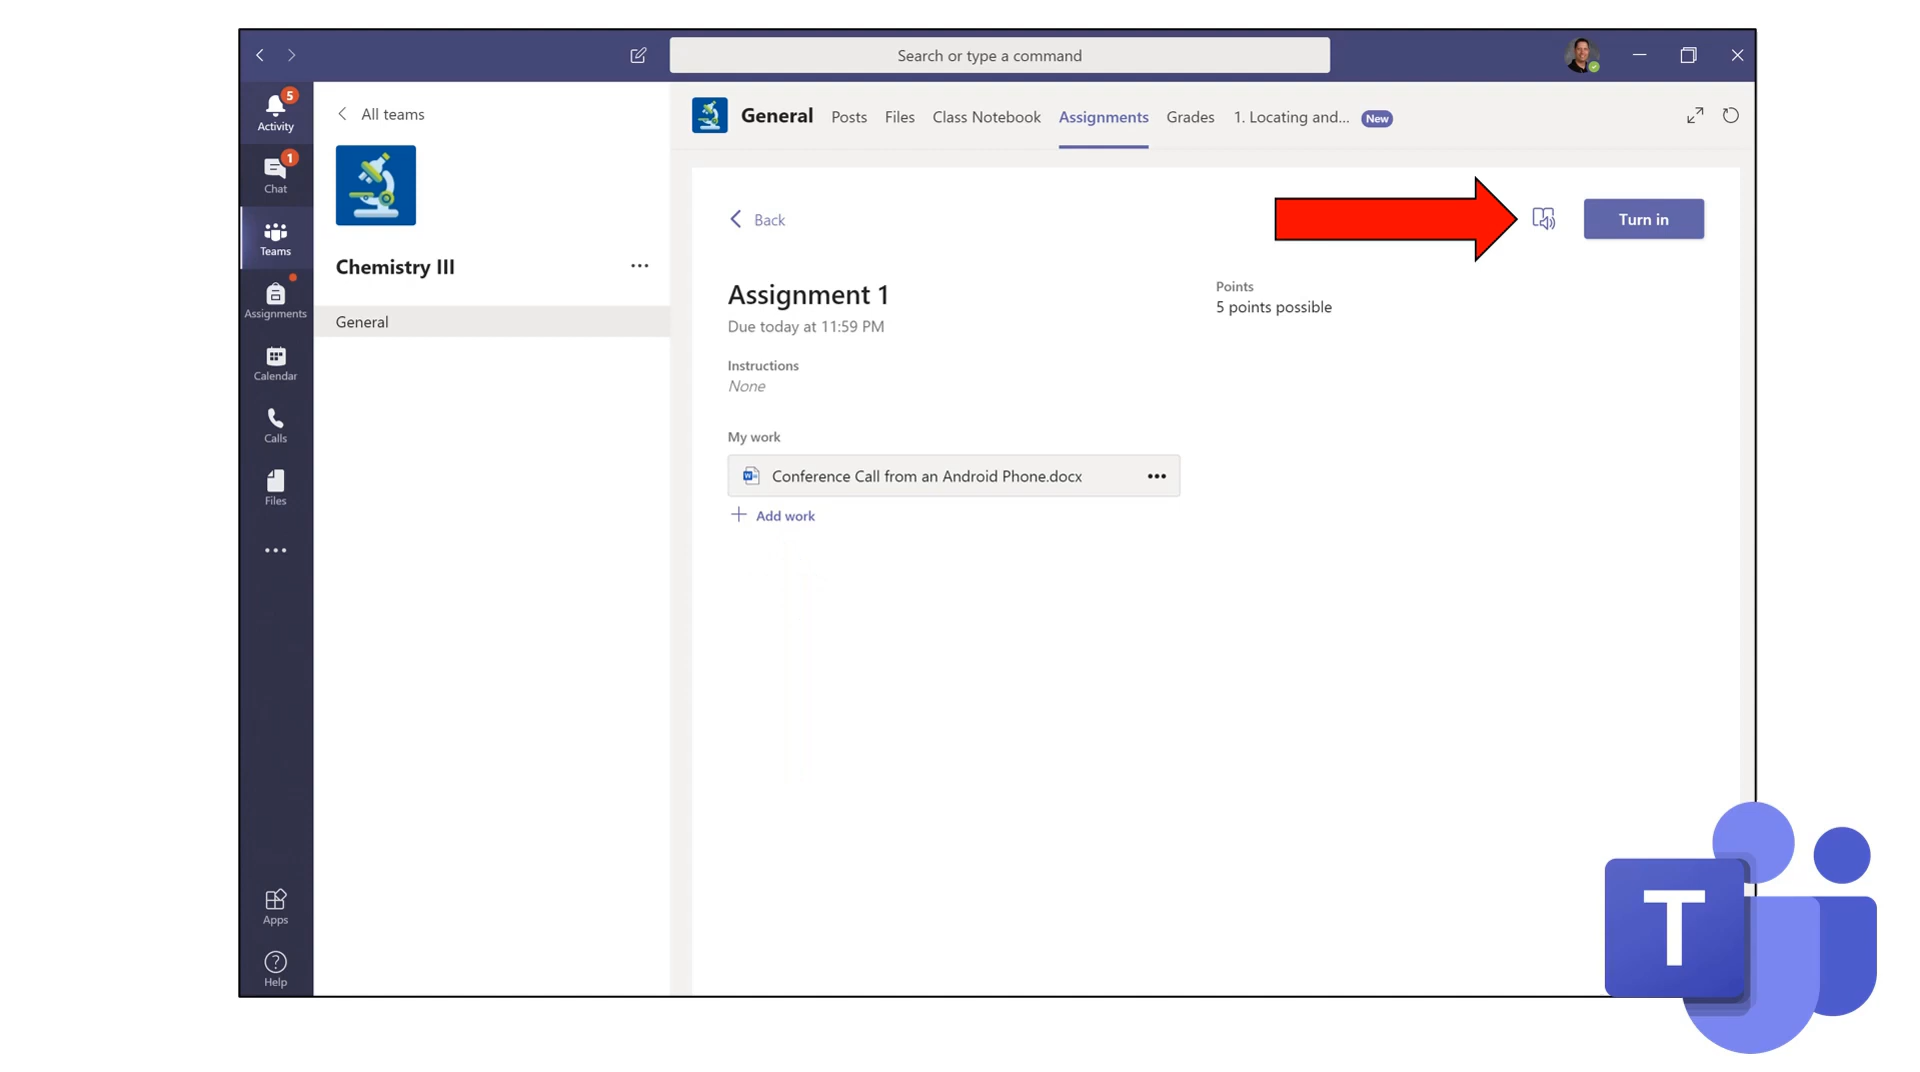 Search or type a command
5
Activity
1
Chat
Teams
Assignments
Calendar
Calls
Files
Apps
Help
All teams
Chemistry III
General
General Posts Files Class Notebook Assignments Grades 1. Locating and... New
Back
Turn in
Assignment 1
Due today at 11:59 PM
Points
5 points possible
Instructions
None
My work
Conference Call from an Android Phone.docx
Add work
T